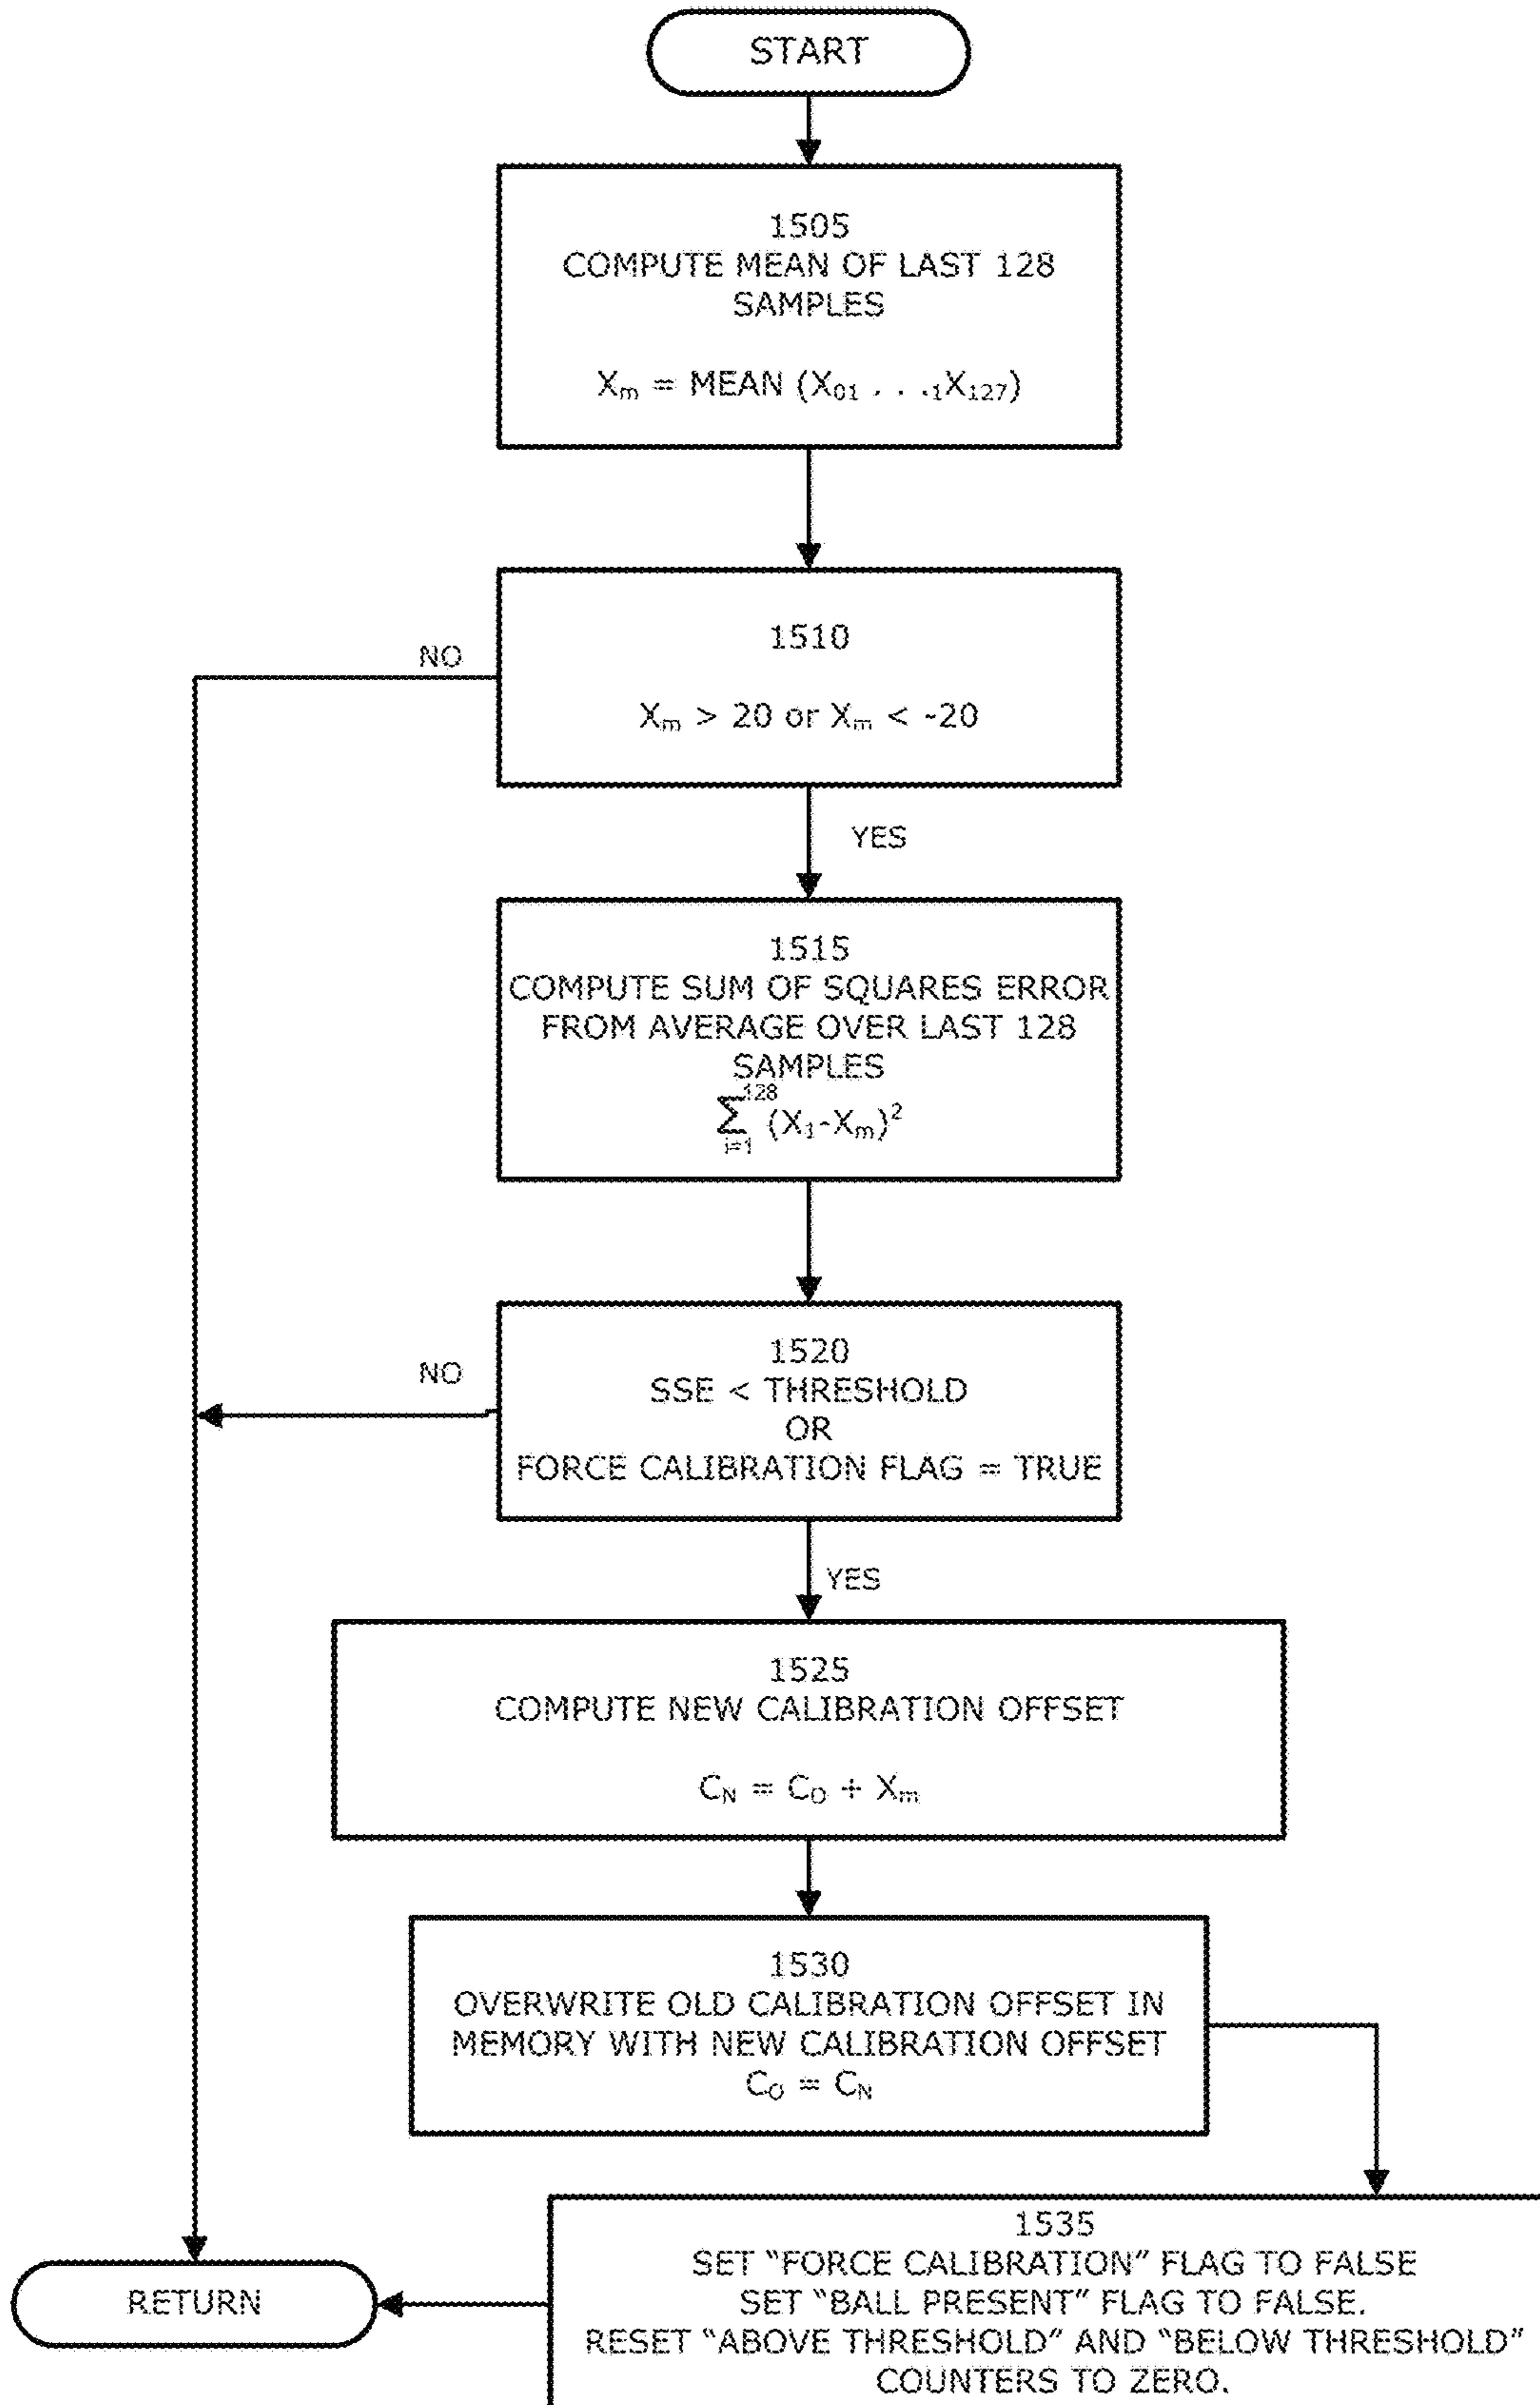 START
1505
COMPUTE MEAN OF LAST 128
SAMPLES
Xₘ = MEAN (X₀₁ . . .₁X₁₂₇)
1510
NO
Xₘ > 20 or Xₘ < -20
YES
1515
COMPUTE SUM OF SQUARES ERROR
FROM AVERAGE OVER LAST 128
SAMPLES
128
∑ (X₁-Xₘ)²
i=1
1520
NO
SSE < THRESHOLD
OR
FORCE CALIBRATION FLAG = TRUE
YES
1525
COMPUTE NEW CALIBRATION OFFSET
C_N = C_O + Xₘ
1530
OVERWRITE OLD CALIBRATION OFFSET IN
MEMORY WITH NEW CALIBRATION OFFSET
C_O = C_N
1535
SET “FORCE CALIBRATION” FLAG TO FALSE
SET “BALL PRESENT” FLAG TO FALSE.
RESET “ABOVE THRESHOLD” AND “BELOW THRESHOLD”
COUNTERS TO ZERO.
RETURN